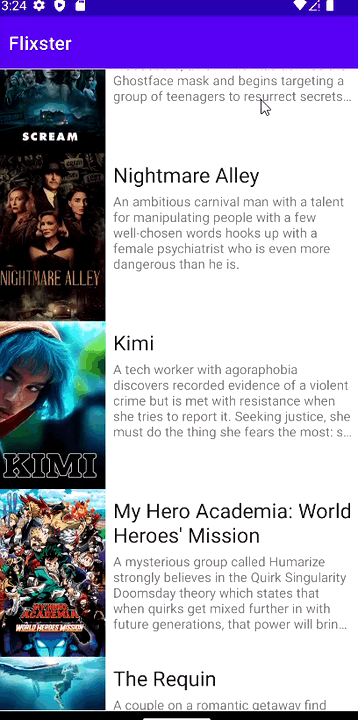 3:24
Flixster
Ghostface mask and begins targeting a
group of teenagers to resurrect secrets...
SCREAM
Nightmare Alley
An ambitious carnival man with a talent
for manipulating people with a few
well-chosen words hooks up with a
female psychiatrist who is even more
dangerous than he is.
NIGHTMARE ALLEY
Kimi
A tech worker with agoraphobia
discovers recorded evidence of a violent
crime but is met with resistance when
she tries to report it. Seeking justice, she
must do the thing she fears the most: s...
KIMI
My Hero Academia: World
Heroes' Mission
A mysterious group called Humarize
strongly believes in the Quirk Singularity
Doomsday theory which states that
when quirks get mixed further in with
future generations, that power will brin...
MY HERO ACADEMIA
WORLD HEROES MISSION
The Requin
A couple on a romantic getaway find